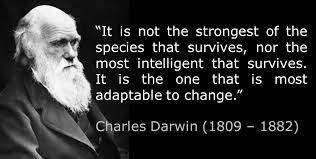 “It is not the strongest of the
species that survives, nor the
most intelligent that survives.
It is the one that is most
adaptable to change.”
Charles Darwin (1809 – 1882)